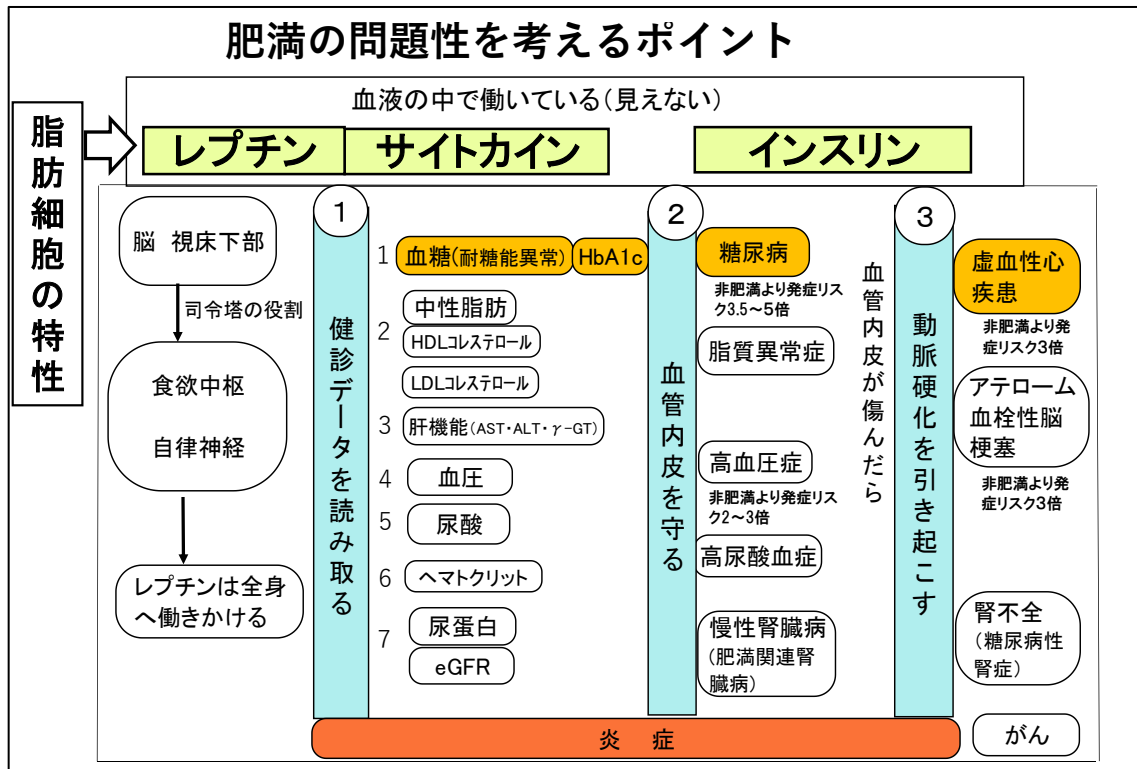 肥満の問題性を考えるポイント
脂肪細胞の特性
血液の中で働いている(見えない)
レプチン
サイトカイン
インスリン
脳 視床下部
司令塔の役割
食欲中枢
自律神経
レプチンは全身
へ働きかける
1
健診データを読み取る
1
血糖(耐糖能異常)
HbA1c
2
中性脂肪
HDLコレステロール
LDLコレステロール
3
肝機能(AST・ALT・γ-GT)
4
血圧
5
尿酸
6
ヘマトクリット
7
尿蛋白
eGFR
2
血管内皮を守る
糖尿病
非肥満より発症リス
ク3.5~5倍
脂質異常症
高血圧症
非肥満より発症リス
ク2~3倍
高尿酸血症
慢性腎臓病
(肥満関連腎
臓病)
血管内皮が傷んだら
3
動脈硬化を引き起こす
虚血性心
疾患
非肥満より発
症リスク3倍
アテローム
血栓性脳
梗塞
非肥満より発
症リスク3倍
腎不全
(糖尿病性
腎症)
がん
炎 症